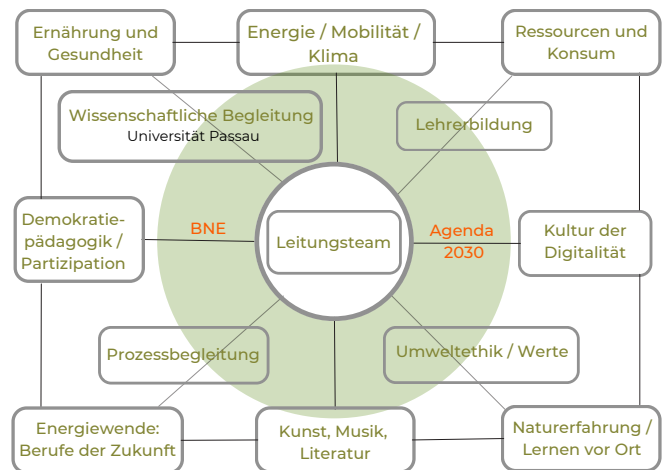 Ernährung und
Gesundheit
Energie / Mobilität /
Klima
Ressourcen und
Konsum
Wissenschaftliche Begleitung
Universität Passau
Lehrerbildung
Demokratie-
pädagogik /
Partizipation
BNE
Leitungsteam
Agenda
2030
Kultur der
Digitalität
Prozessbegleitung
Umweltethik / Werte
Energiewende:
Berufe der Zukunft
Kunst, Musik,
Literatur
Naturerfahrung /
Lernen vor Ort